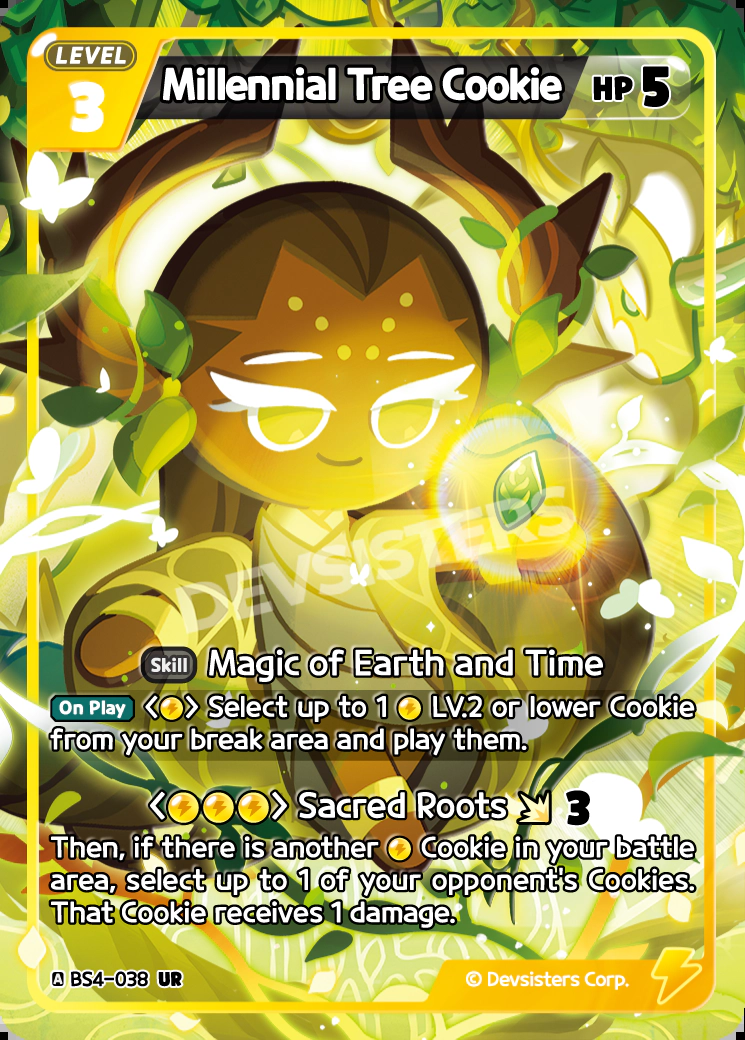 LEVEL
3
Millennial Tree Cookie
HP 5
DEVSISTERS
Skill Magic of Earth and Time
On Play < > Select up to 1 LV.2 or lower Cookie
from your break area and play them.
< > Sacred Roots 3
Then, if there is another Cookie in your battle
area, select up to 1 of your opponent's Cookies.
That Cookie receives 1 damage.
A BS4-038 UR
© Devsisters Corp.